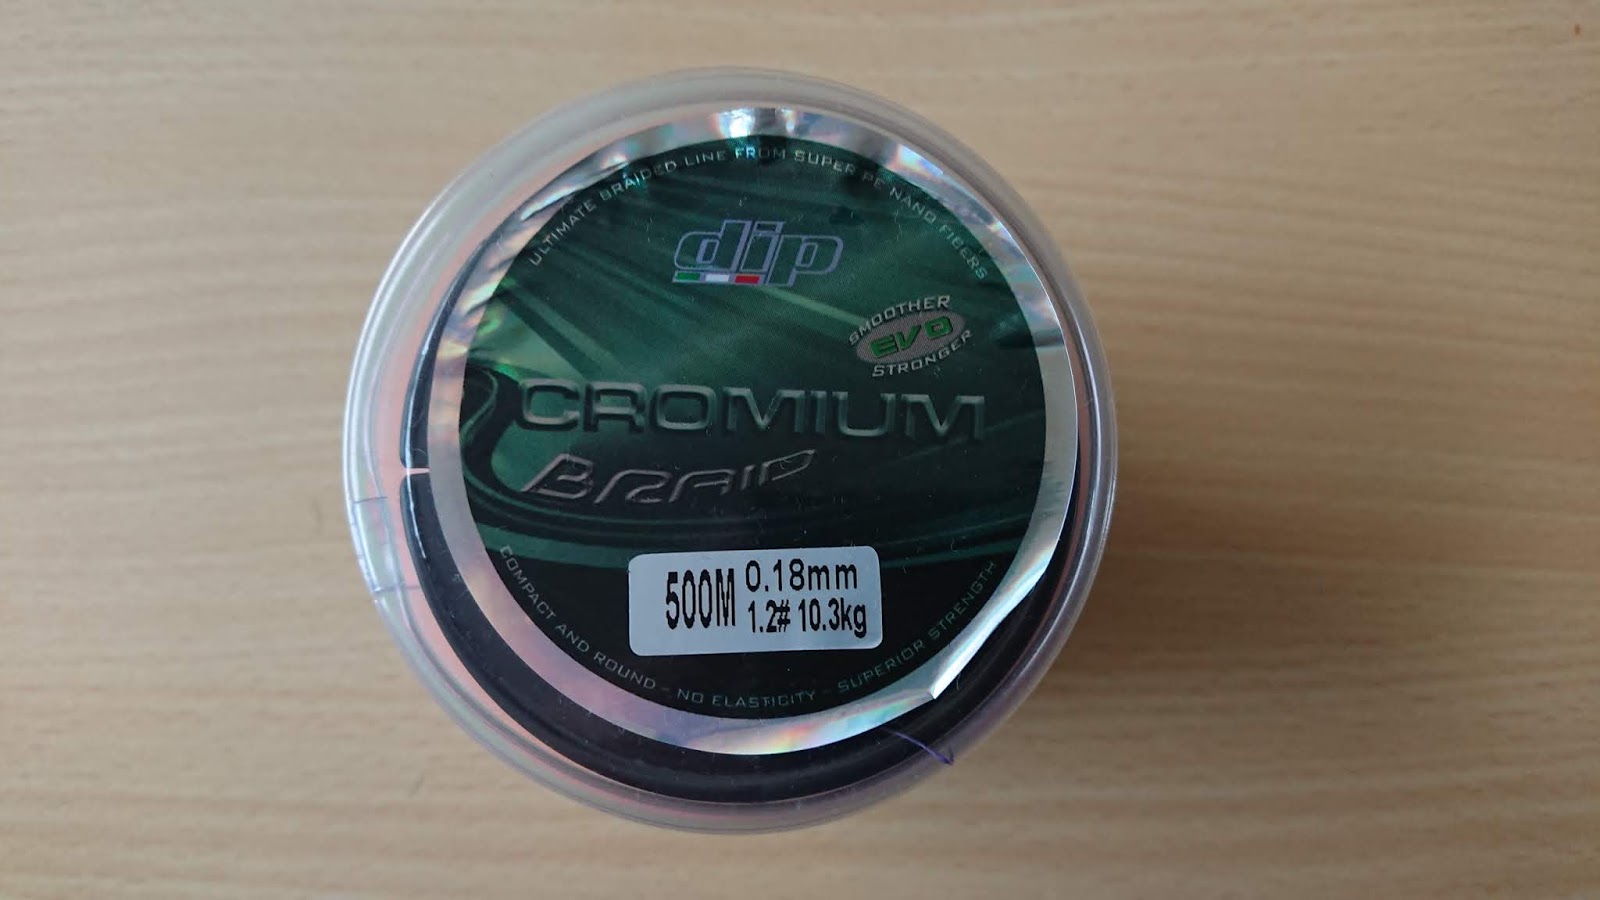 ULTIMATE BRAIDED LINE FROM SUPER PE NANO FIBERS
dip
SMOOTHER
EVO
STRONGER
CROMIUM
BRAID
500M 0.18mm
1.2# 10.3kg
COMPACT AND ROUND - NO ELASTICITY - SUPERIOR STRENGTH